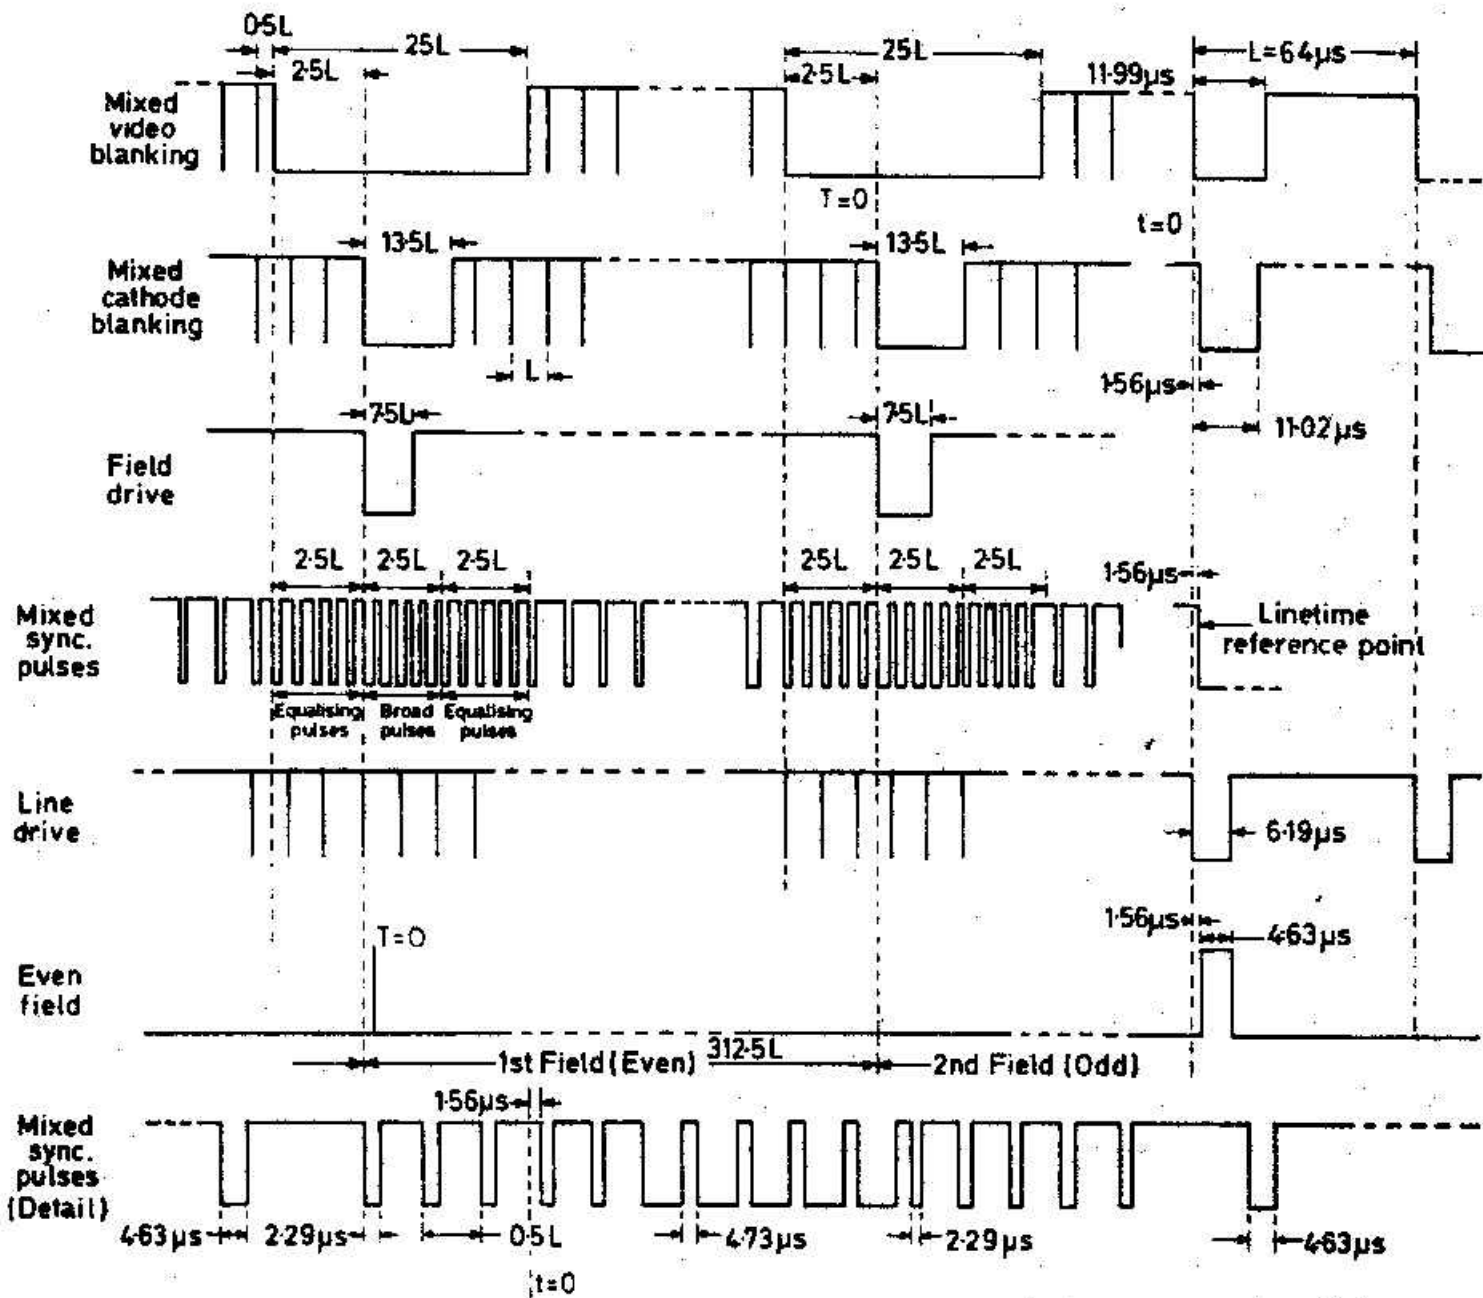 0·5L
25L
25L
L=64µs
2·5L
2·5L
11·99µs
Mixed
video
blanking
T=0
t=0
13·5L
13·5L
Mixed
cathode
blanking
L
1·56µs
7·5L
7·5L
11·02µs
Field
drive
2·5L 2·5L 2·5L
2·5L 2·5L 2·5L
1·56µs
Mixed
sync.
pulses
Linetime
reference point
Equalising
pulses
Broad
pulses
Equalising
pulses
Line
drive
6·19µs
1·56µs
4·63µs
T=0
Even
field
1st Field (Even)
312·5L
2nd Field (Odd)
1·56µs
Mixed
sync.
pulses
(Detail)
4·63µs
2·29µs
0·5L
4·73µs
2·29µs
4·63µs
t=0